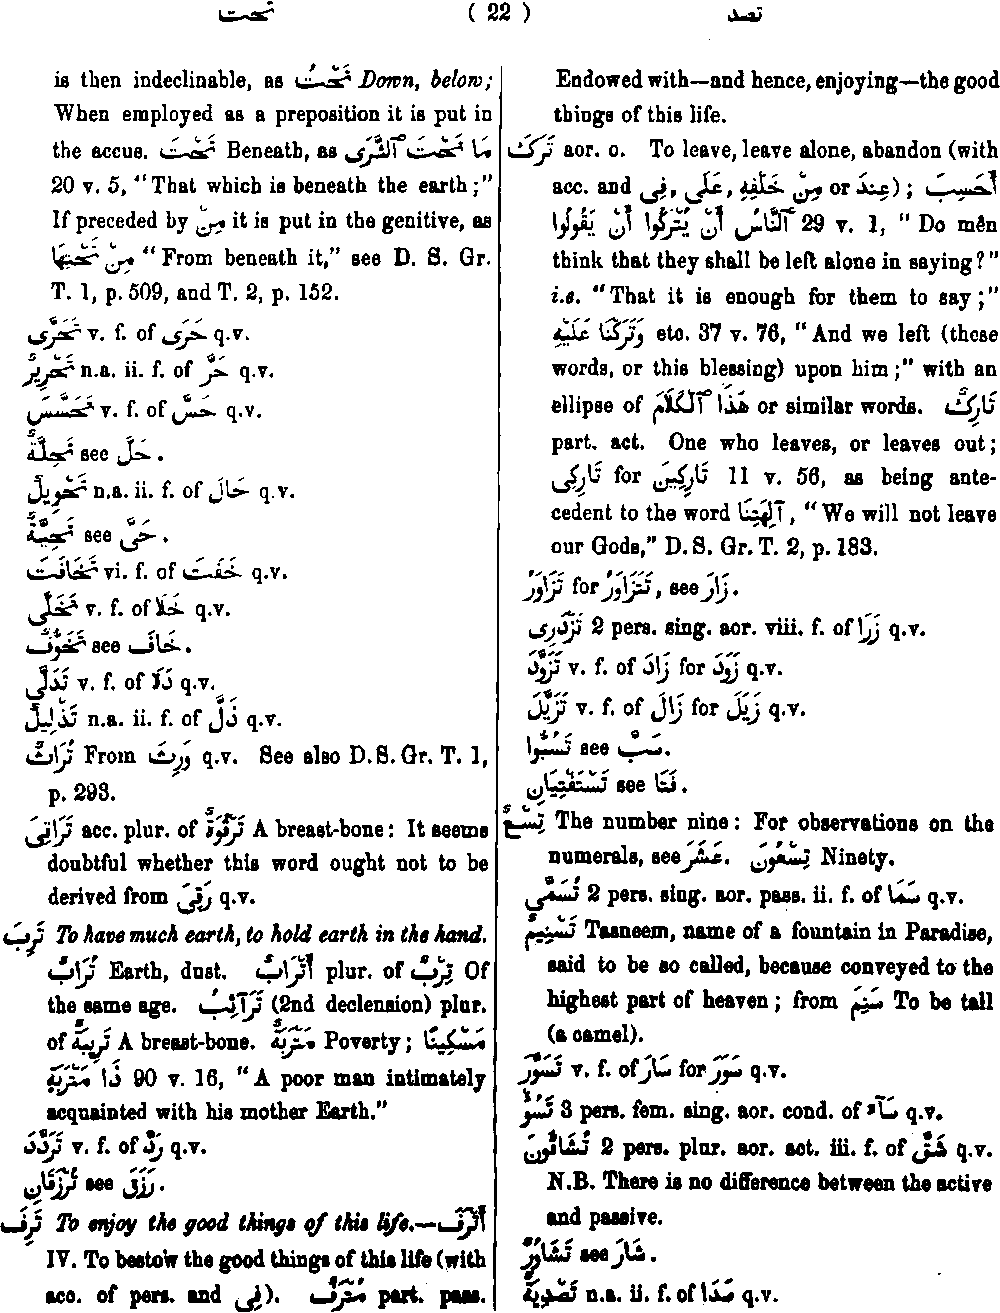 تحت
( 22 )
تصد
is then indeclinable, as تَحْتُ Down, below;
When employed as a preposition it is put in
the accus. تَحْتَ Beneath, as مَا تَحْتَ ٱلثَّرَى
20 v. 5, "That which is beneath the earth;"
If preceded by مِنْ it is put in the genitive, as
مِنْ تَحْتِهَا "From beneath it," see D. S. Gr.
T. 1, p. 509, and T. 2, p. 152.
تَحَرَّى v. f. of حَرَى q.v.
تَحْرِيرٌ n.a. ii. f. of حَرَّ q.v.
تَحَسَّسَ v. f. of حَسَّ q.v.
تَحِلَّةٌ see حَلَّ.
تَحْوِيلٌ n.a. ii. f. of حَالَ q.v.
تَحِيَّةٌ see حَىَّ.
تَخَافَتَ vi. f. of خَفَتَ q.v.
تَخَلَّى v. f. of خَلَا q.v.
تَخَوُّفٌ see خَافَ.
تَدَلَّى v. f. of دَلَا q.v.
تَذْلِيلٌ n.a. ii. f. of ذَلَّ q.v.
تُرَاثٌ From وَرِثَ q.v. See also D. S. Gr. T. 1,
p. 293.
تَرَاقِىَ acc. plur. of تَرْقُوَةٌ A breast-bone: It seems
doubtful whether this word ought not to be
derived from رَقِىَ q.v.
تَرِبَ To have much earth, to hold earth in the hand.
تُرَابٌ Earth, dust. أَتْرَابٌ plur. of تِرْبٌ Of
the same age. تَرَآئِبُ (2nd declension) plur.
of تَرِيبَةٌ A breast-bone. مَتْرَبَةٌ Poverty; مَسْكِينًا
ذَا مَتْرَبَةٍ 90 v. 16, "A poor man intimately
acquainted with his mother Earth."
تَرَدَّدَ v. f. of رَدَّ q.v.
تُرْزَقَانِ see رَزَقَ.
تَرِفَ To enjoy the good things of this life.—أَتْرَفَ
IV. To bestow the good things of this life (with
acc. of pers. and فِى). مُتْرَفٌ part. pass.
Endowed with—and hence, enjoying—the good
things of this life.
تَرَكَ aor. o. To leave, leave alone, abandon (with
acc. and فِى, عَلَى, مِنْ خَلْفِهِ or عِنْدَ); أَحَسِبَ
ٱلنَّاسُ أَنْ يُتْرَكُوا أَنْ يَقُولُوا 29 v. 1, "Do men
think that they shall be left alone in saying?"
i.e. "That it is enough for them to say;"
وَتَرَكْنَا عَلَيْهِ etc. 37 v. 76, "And we left (these
words, or this blessing) upon him;" with an
ellipse of هَذَا ٱلْكَلَامَ or similar words. تَارِكٌ
part. act. One who leaves, or leaves out;
تَارِكِى for تَارِكِينَ 11 v. 56, as being ante-
cedent to the word آلِهَتِنَا, "We will not leave
our Gods," D. S. Gr. T. 2, p. 183.
تَزَاوَرُ for تَتَزَاوَرُ, see زَارَ.
تَزْدَرِى 2 pers. sing. aor. viii. f. of زَرَا q.v.
تَزَوَّدَ v. f. of زَادَ for زَوَدَ q.v.
تَزَيَّلَ v. f. of زَالَ for زَيَلَ q.v.
تَسُبُّوا see سَبَّ.
تَسْتَفْتِيَانِ see فَتَا.
تِسْعٌ The number nine: For observations on the
numerals, see عَشَرَ. تِسْعُونَ Ninety.
تُسَمَّى 2 pers. sing. aor. pass. ii. f. of سَمَا q.v.
تَسْنِيمٌ Tasneem, name of a fountain in Paradise,
said to be so called, because conveyed to the
highest part of heaven; from سَنِمَ To be tall
(a camel).
تَسَوَّرَ v. f. of سَارَ for سَوَرَ q.v.
تَسُؤْ 3 pers. fem. sing. aor. cond. of سَآءَ q.v.
تُشَاقُّونَ 2 pers. plur. aor. act. iii. f. of شَقَّ q.v.
N.B. There is no difference between the active
and passive.
تَشَاوُرٌ see شَارَ.
تَصْدِيَةٌ n.a. ii. f. of صَدَا q.v.